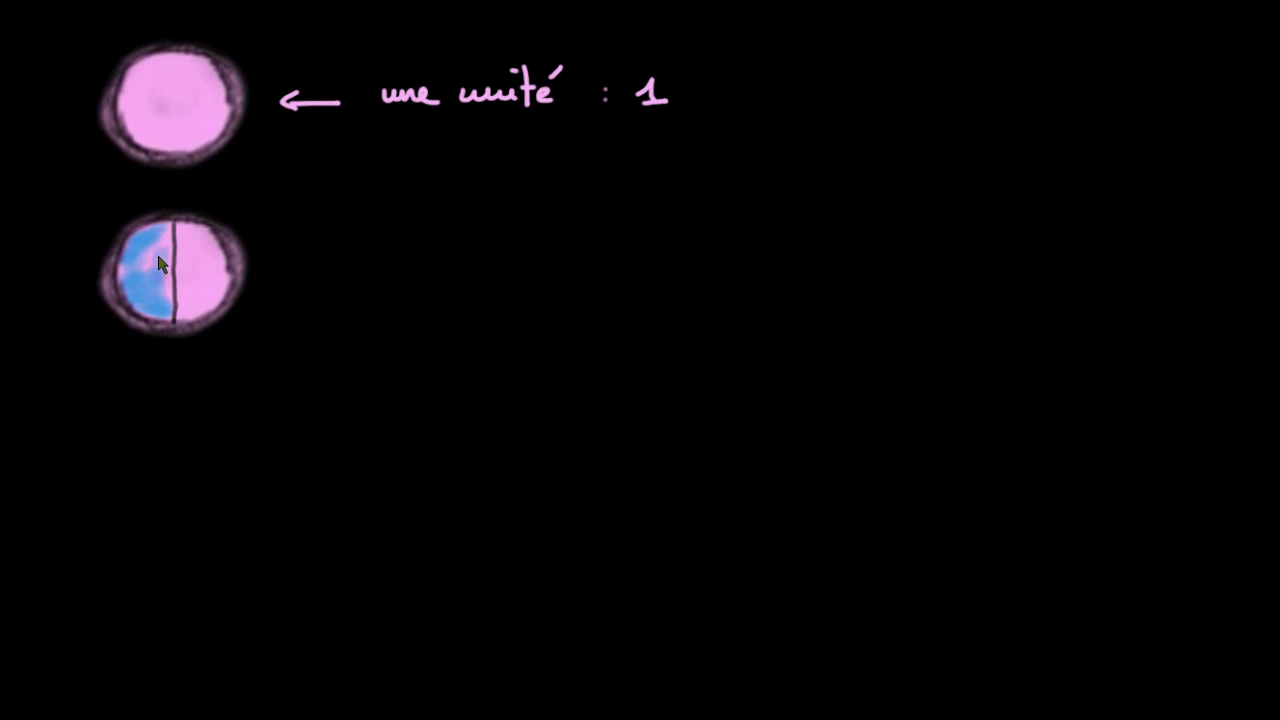 ← une unité : 1